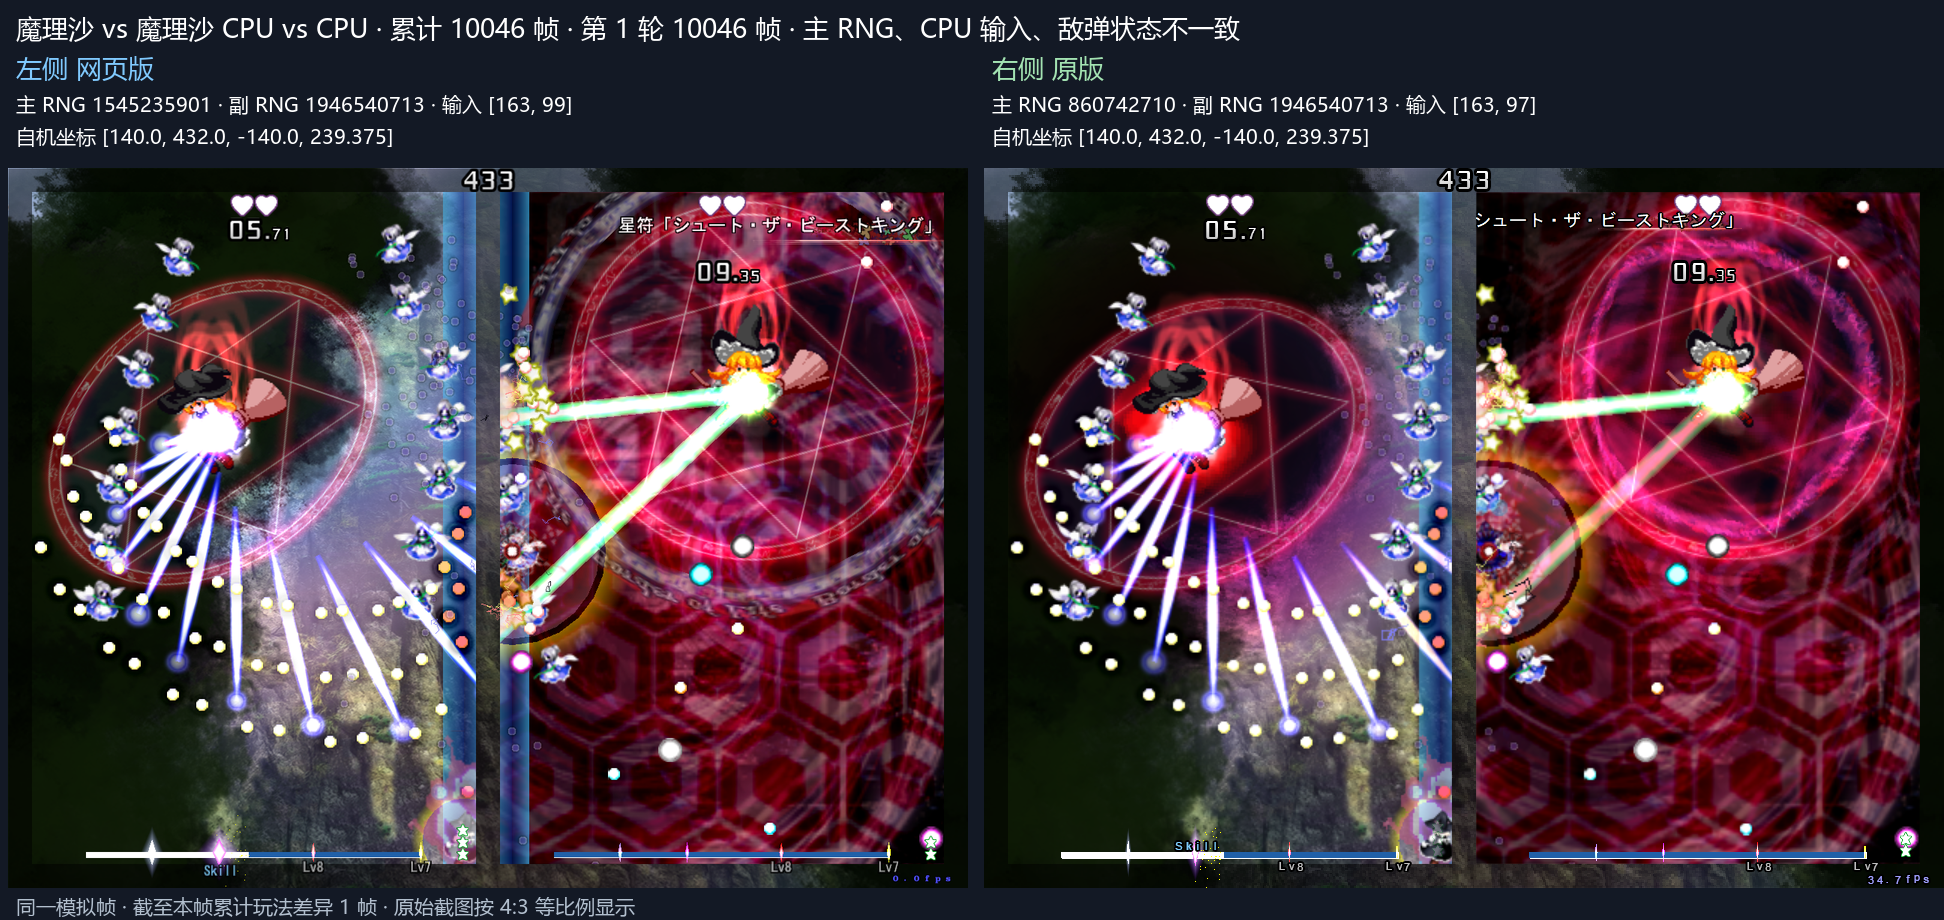 魔理沙 vs 魔理沙 CPU vs CPU · 累计 10046 帧 · 第 1 轮 10046 帧 · 主 RNG、CPU 输入、敌弹状态不一致
左侧 网页版
主 RNG 1545235901 · 副 RNG 1946540713 · 输入 [163, 99]
自机坐标 [140.0, 432.0, -140.0, 239.375]
右侧 原版
主 RNG 860742710 · 副 RNG 1946540713 · 输入 [163, 97]
自机坐标 [140.0, 432.0, -140.0, 239.375]
433
05.71
星符「シュート・ザ・ビーストキング」
09.35
Skill
Lv8
Lv7
Lv8
Lv7
0.0fps
433
05.71
シュート・ザ・ビーストキング」
09.35
Skill
Lv8
Lv7
Lv8
Lv7
34.7fps
同一模拟帧 · 截至本帧累计玩法差异 1 帧 · 原始截图按 4:3 等比例显示